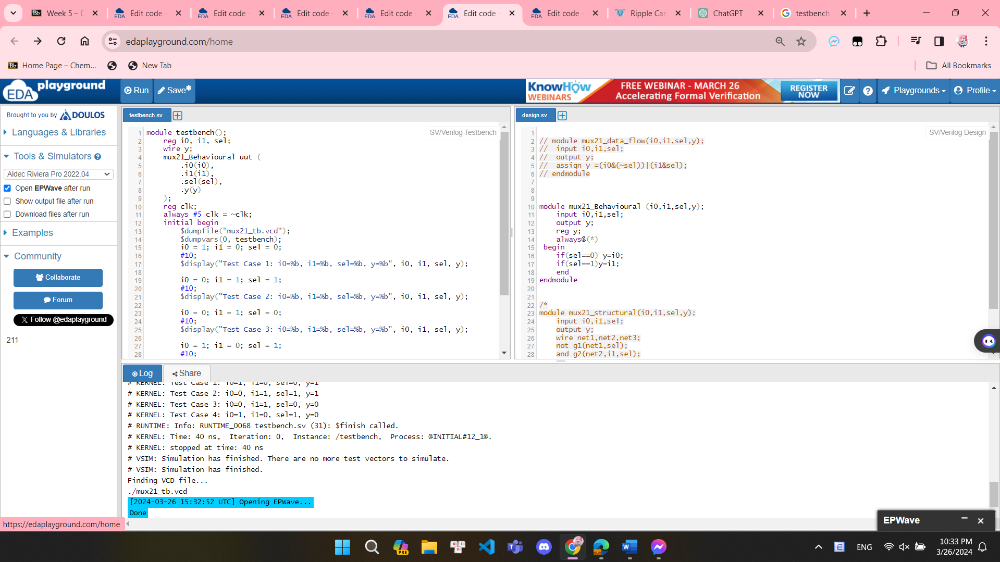 Week 5 – D
Edit code -
Edit code -
Edit code -
Edit code -
Edit code -
Edit code -
Ripple Car
ChatGPT
testbench
edaplayground.com/home
Bb Home Page – Chem...
New Tab
All Bookmarks
EDA playground
Run
Save*
KnowHow WEBINARS
FREE WEBINAR - MARCH 26
Accelerating Formal Verification
REGISTER NOW
Playgrounds
Profile
Brought to you by DOULOS
Languages & Libraries
Tools & Simulators
Aldec Riviera Pro 2022.04
Open EPWave after run
Show output file after run
Download files after run
Examples
Community
Collaborate
Forum
X Follow @edaplayground
211
testbench.sv
SV/Verilog Testbench
1 module testbench();
2 reg i0, i1, sel;
3 wire y;
4 mux21_Behavioural uut (
5 .i0(i0),
6 .i1(i1),
7 .sel(sel),
8 .y(y)
9 );
10 reg clk;
11 always #5 clk = ~clk;
12 initial begin
13 $dumpfile("mux21_tb.vcd");
14 $dumpvars(0, testbench);
15 i0 = 1; i1 = 0; sel = 0;
16 #10;
17 $display("Test Case 1: i0=%b, i1=%b, sel=%b, y=%b", i0, i1, sel, y);
18
19 i0 = 0; i1 = 1; sel = 1;
20 #10;
21 $display("Test Case 2: i0=%b, i1=%b, sel=%b, y=%b", i0, i1, sel, y);
22
23 i0 = 0; i1 = 1; sel = 0;
24 #10;
25 $display("Test Case 3: i0=%b, i1=%b, sel=%b, y=%b", i0, i1, sel, y);
26
27 i0 = 1; i1 = 0; sel = 1;
28 #10;
design.sv
SV/Verilog Design
1
2 // module mux21_data_flow(i0,i1,sel,y);
3 // input i0,i1,sel;
4 // output y;
5 // assign y =(i0&(~sel))|(i1&sel);
6 // endmodule
7
8
9
10 module mux21_Behavioural (i0,i1,sel,y);
11 input i0,i1,sel;
12 output y;
13 reg y;
14 always@(*)
15 begin
16 if(sel==0) y=i0;
17 if(sel==1)y=i1;
18 end
19 endmodule
20
21
22 /*
23 module mux21_structural(i0,i1,sel,y);
24 input i0,i1,sel;
25 output y;
26 wire net1,net2,net3;
27 not g1(net1,sel);
28 and g2(net2,i1,sel);
Log
Share
# KERNEL: Test Case 1: i0=1, i1=0, sel=0, y=1
# KERNEL: Test Case 2: i0=0, i1=1, sel=1, y=1
# KERNEL: Test Case 3: i0=0, i1=1, sel=0, y=0
# KERNEL: Test Case 4: i0=1, i1=0, sel=1, y=0
# RUNTIME: Info: RUNTIME_0068 testbench.sv (31): $finish called.
# KERNEL: Time: 40 ns,  Iteration: 0,  Instance: /testbench,  Process: @INITIAL#12_1@.
# KERNEL: stopped at time: 40 ns
# VSIM: Simulation has finished. There are no more test vectors to simulate.
# VSIM: Simulation has finished.
Finding VCD file...
./mux21_tb.vcd
[2024-03-26 15:32:52 UTC] Opening EPWave...
Done
https://edaplayground.com/home
EPWave
PRE
ENG
10:33 PM
3/26/2024